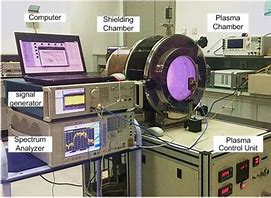 Computer
Shielding
Chamber
Plasma
Chamber
signal
generator
Spectrum
Analyzer
Plasma
Control Unit